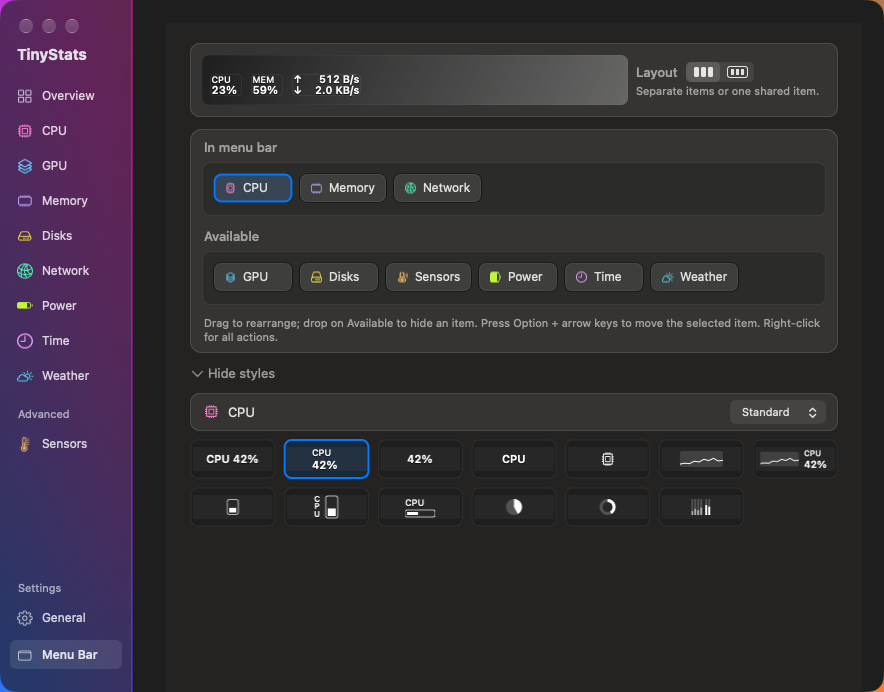 TinyStats
Overview
CPU
GPU
Memory
Disks
Network
Power
Time
Weather
Advanced
Sensors
Settings
General
Menu Bar
CPU
23%
MEM
59%
↑ 512 B/s
↓ 2.0 KB/s
Layout
Separate items or one shared item.
In menu bar
CPU Memory Network
Available
GPU Disks Sensors Power Time Weather
Drag to rearrange; drop on Available to hide an item. Press Option + arrow keys to move the selected item. Right-click
for all actions.
Hide styles
CPU Standard
CPU 42%
CPU
42%
42%
CPU
CPU
42%
CPU
CPU